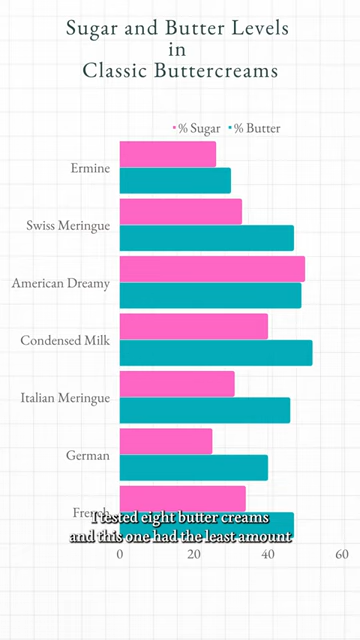 Sugar and Butter Levels
in
Classic Buttercreams
% Sugar % Butter
Ermine
Swiss Meringue
American Dreamy
Condensed Milk
Italian Meringue
German
French
I tested eight butter creams
and this one had the least amount
0 20 40 60